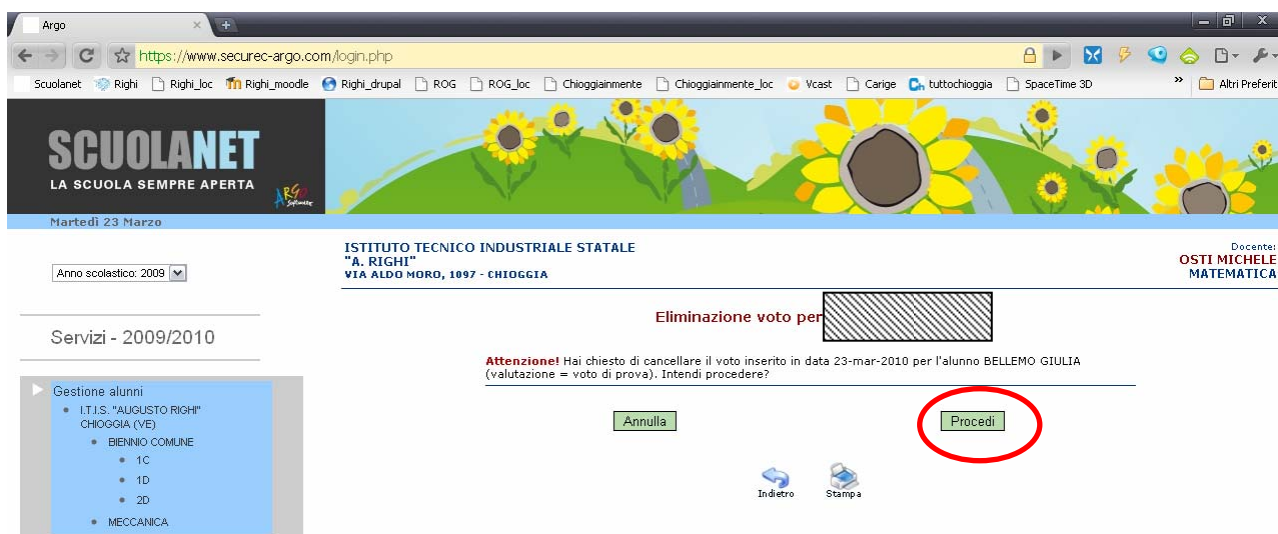 Argo
https://www.securec-argo.com/login.php
Scuolanet Righi Righi_loc Righi_moodle Righi_drupal ROG ROG_loc Chioggiainmente Chioggiainmente_loc Vcast Carige tuttochioggia SpaceTime 3D » Altri Preferit
SCUOLANET
LA SCUOLA SEMPRE APERTA
ARGO
Software
Martedì 23 Marzo
Anno scolastico: 2009
ISTITUTO TECNICO INDUSTRIALE STATALE
"A. RIGHI"
VIA ALDO MORO, 1097 - CHIOGGIA
Docente:
OSTI MICHELE
MATEMATICA
Servizi - 2009/2010
Gestione alunni
I.T.I.S. "AUGUSTO RIGHI"
CHIOGGIA (VE)
BIENNIO COMUNE
1C
1D
2D
MECCANICA
Eliminazione voto per
Attenzione! Hai chiesto di cancellare il voto inserito in data 23-mar-2010 per l'alunno BELLEMO GIULIA
(valutazione = voto di prova). Intendi procedere?
Annulla Procedi
Indietro Stampa